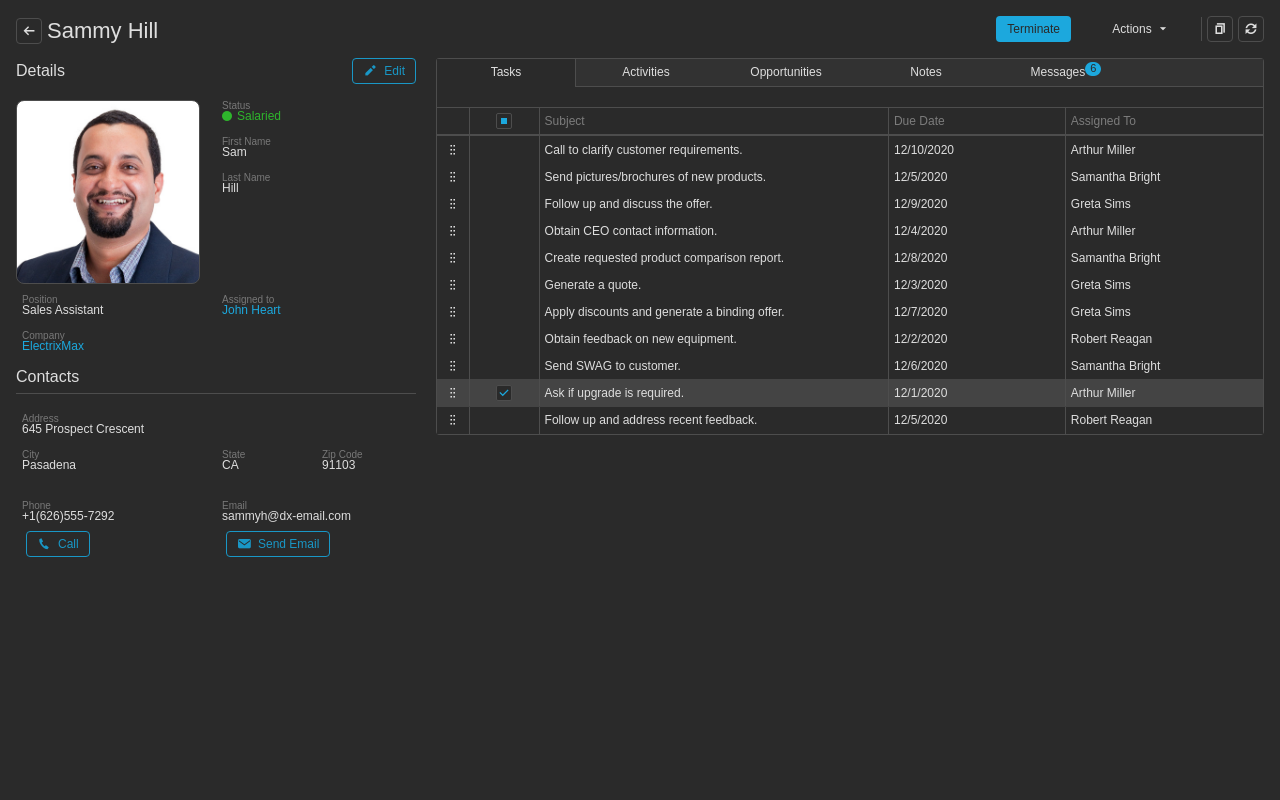 Sammy Hill
Terminate
Actions
Details
Edit
Status
Salaried
First Name
Sam
Last Name
Hill
Position
Sales Assistant
Assigned to
John Heart
Company
ElectrixMax
Contacts
Address
645 Prospect Crescent
City
Pasadena
State
CA
Zip Code
91103
Phone
+1(626)555-7292
Call
Email
sammyh@dx-email.com
Send Email
Tasks Activities Opportunities Notes Messages 6
Subject Due Date Assigned To
Call to clarify customer requirements. 12/10/2020 Arthur Miller
Send pictures/brochures of new products. 12/5/2020 Samantha Bright
Follow up and discuss the offer. 12/9/2020 Greta Sims
Obtain CEO contact information. 12/4/2020 Arthur Miller
Create requested product comparison report. 12/8/2020 Samantha Bright
Generate a quote. 12/3/2020 Greta Sims
Apply discounts and generate a binding offer. 12/7/2020 Greta Sims
Obtain feedback on new equipment. 12/2/2020 Robert Reagan
Send SWAG to customer. 12/6/2020 Samantha Bright
Ask if upgrade is required. 12/1/2020 Arthur Miller
Follow up and address recent feedback. 12/5/2020 Robert Reagan